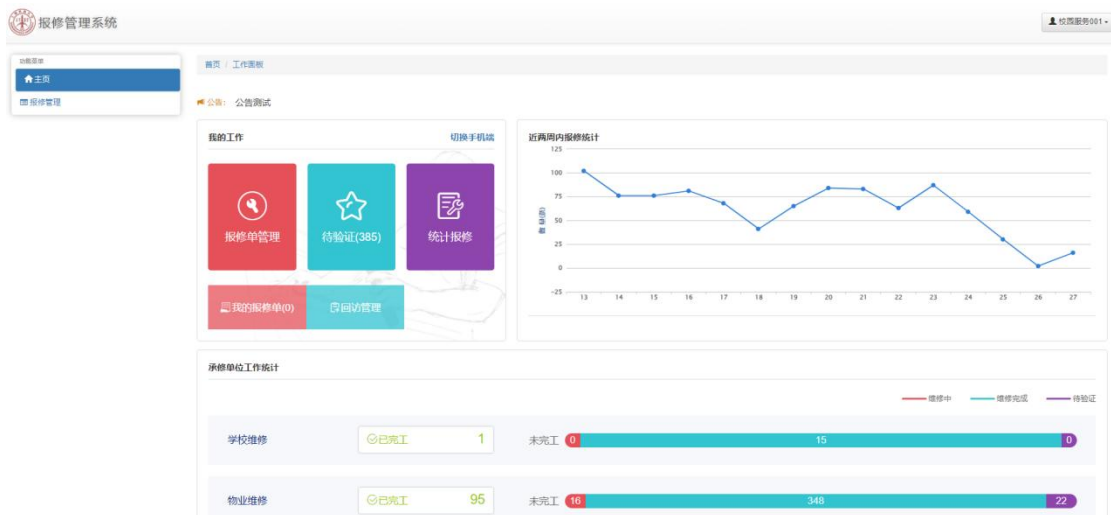 报修管理系统
校园服务001
功能菜单
主页
报修管理
首页 / 工作面板
公告: 公告测试
我的工作
切换手机端
报修单管理
待验证(385)
统计报修
我的报修单(0)
回访管理
近两周内报修统计
125
100
75
50
25
0
-25
13 14 15 16 17 18 19 20 21 22 23 24 25 26 27
承修单位工作统计
维修中 维修完成 待验证
学校维修 已完工 1 未完工 0 15 0
物业维修 已完工 95 未完工 16 348 22